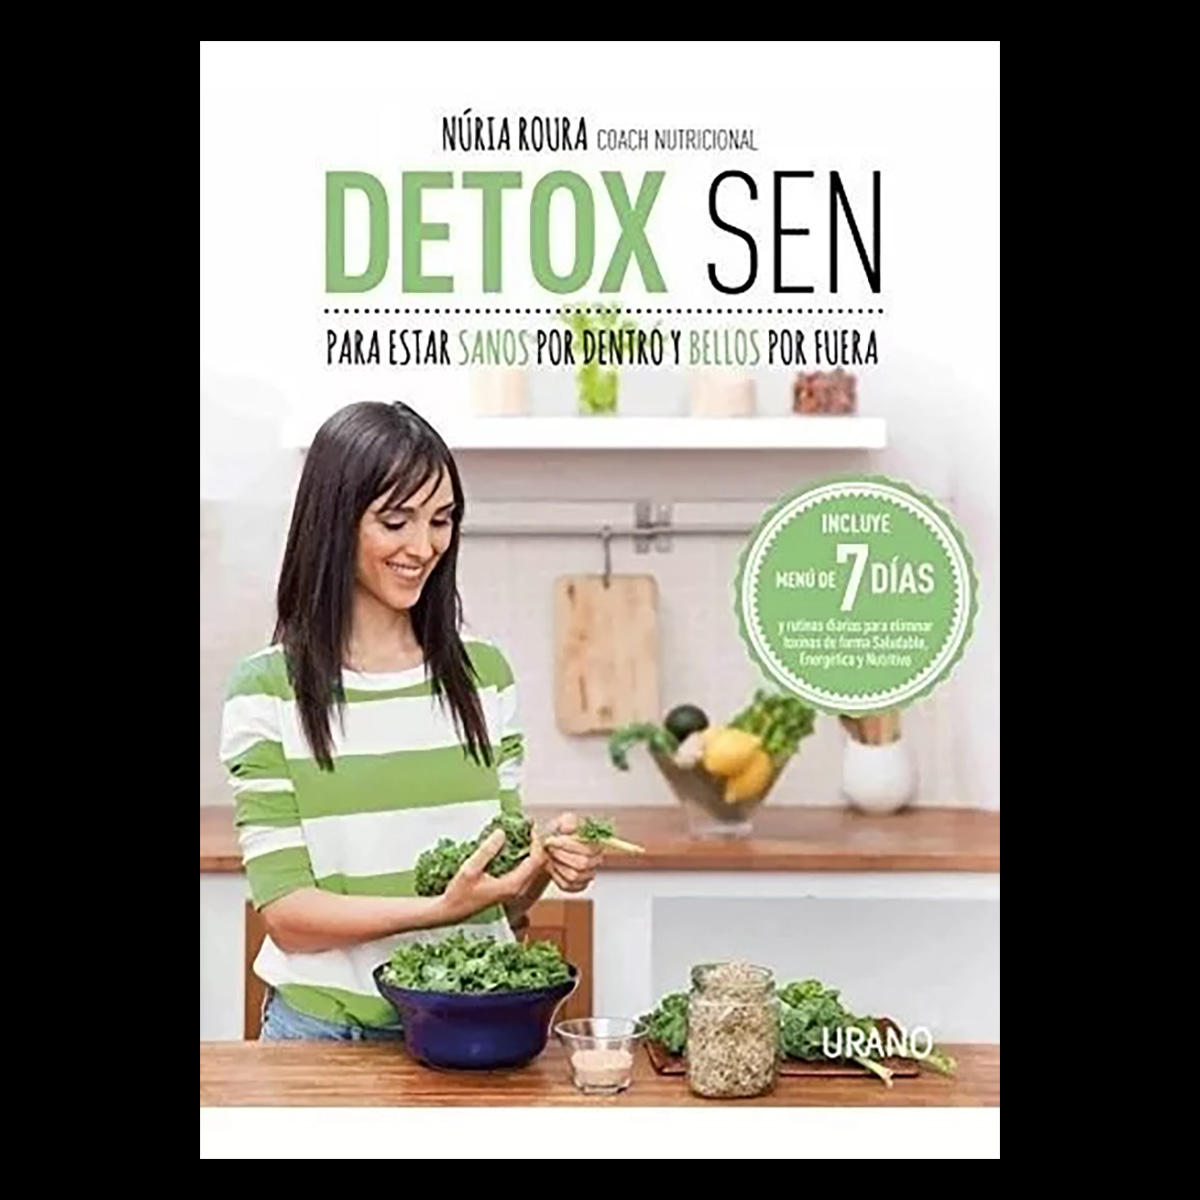 NÚRIA ROURA COACH NUTRICIONAL
DETOX SEN
PARA ESTAR SANOS POR DENTRO Y BELLOS POR FUERA
INCLUYE
MENÚ DE 7 DÍAS
y rutinas diarias para eliminar
toxinas de forma Saludable,
Energética y Nutritiva
URANO